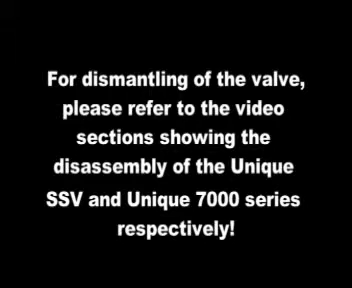 For dismantling of the valve,
please refer to the video
sections showing the
disassembly of the Unique
SSV and Unique 7000 series
respectively!